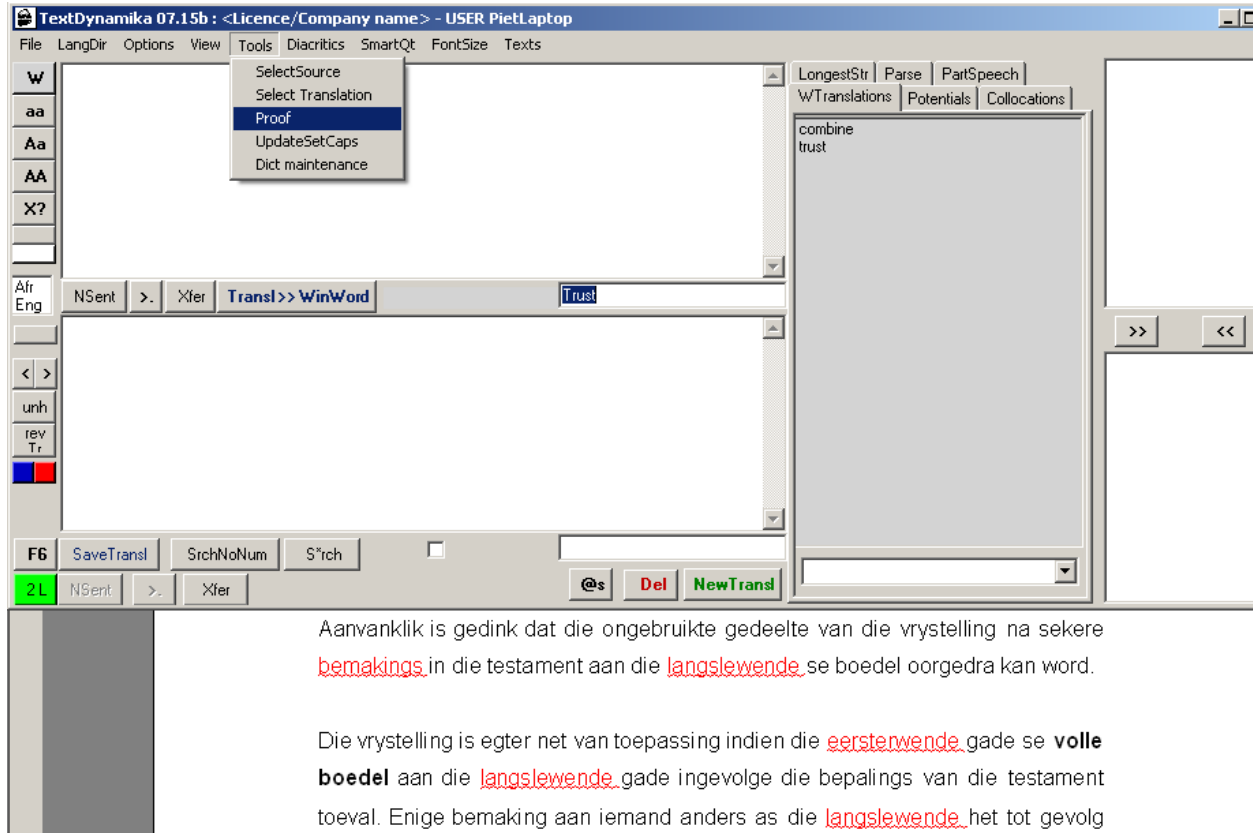 TextDynamika 07.15b : <Licence/Company name> - USER PietLaptop
File LangDir Options View Tools Diacritics SmartQt FontSize Texts
SelectSource
Select Translation
Proof
UpdateSetCaps
Dict maintenance
W
aa
Aa
AA
X?
Afr
Eng
NSent >. Xfer Transl>> WinWord Trust
LongestStr Parse PartSpeech
WTranslations Potentials Collocations
combine
trust
>> <<
< >
unh
rev
Tr
F6 SaveTransl SrchNoNum S*rch
2 L NSent >. Xfer @s Del NewTransl
Aanvanklik is gedink dat die ongebruikte gedeelte van die vrystelling na sekere
bemakings in die testament aan die langslewende se boedel oorgedra kan word.
Die vrystelling is egter net van toepassing indien die eersterwende gade se volle
boedel aan die langslewende gade ingevolge die bepalings van die testament
toeval. Enige bemaking aan iemand anders as die langslewende het tot gevolg